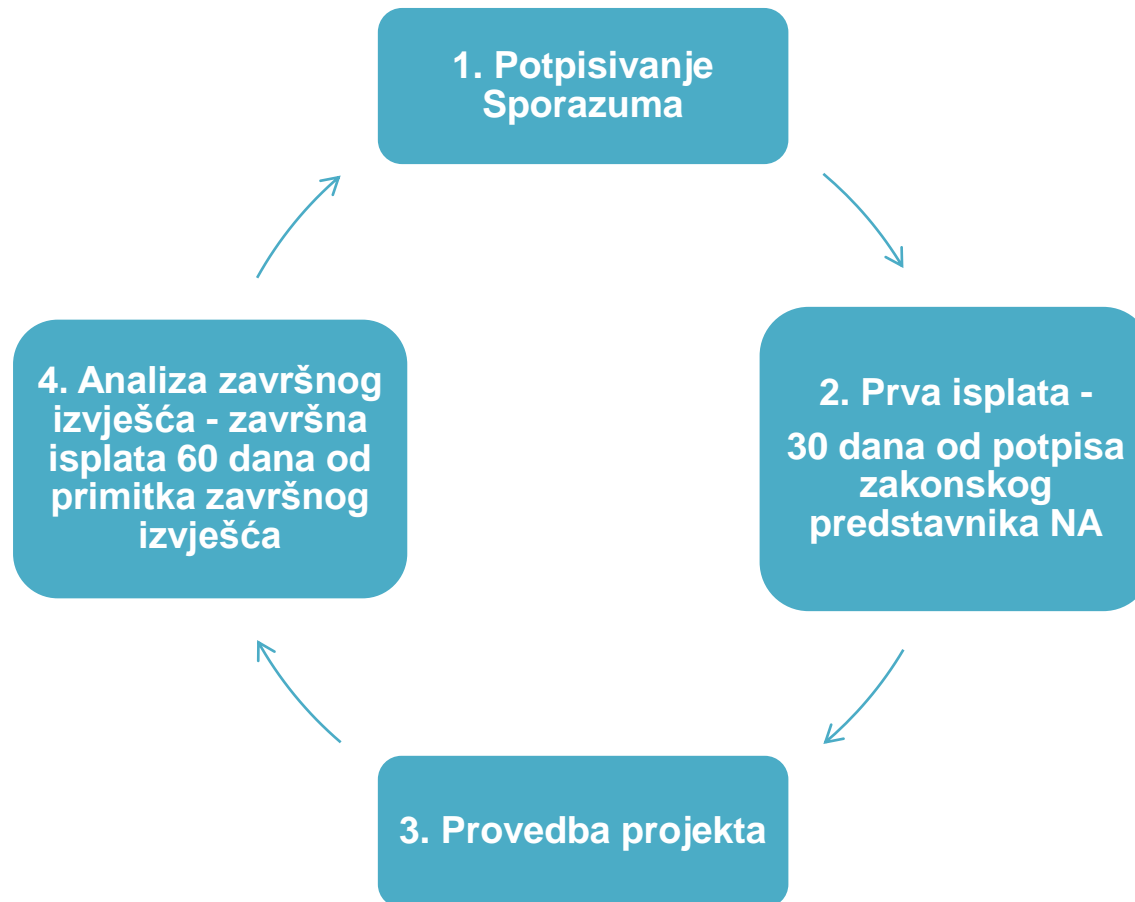 1. Potpisivanje
Sporazuma
2. Prva isplata -
30 dana od potpisa
zakonskog
predstavnika NA
3. Provedba projekta
4. Analiza završnog
izvješća - završna
isplata 60 dana od
primitka završnog
izvješća